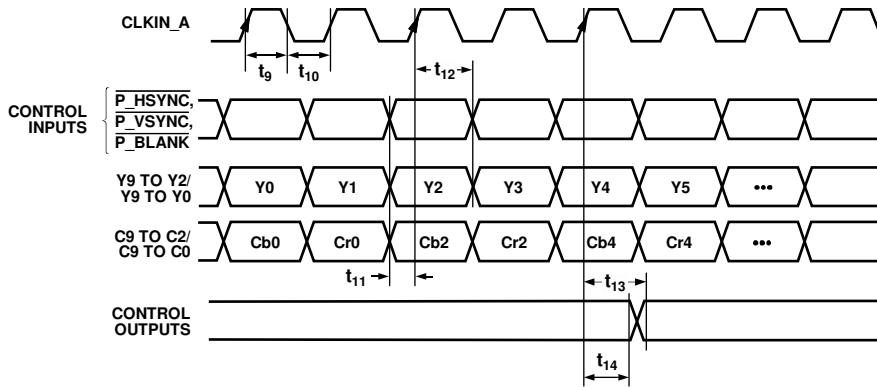 CLKIN_A
t9
t10
t12
CONTROL
INPUTS
P_HSYNC,
P_VSYNC,
P_BLANK
Y9 TO Y2/
Y9 TO Y0
Y0
Y1
Y2
Y3
Y4
Y5
•••
C9 TO C2/
C9 TO C0
Cb0
Cr0
Cb2
Cr2
Cb4
Cr4
•••
t11
t13
CONTROL
OUTPUTS
t14